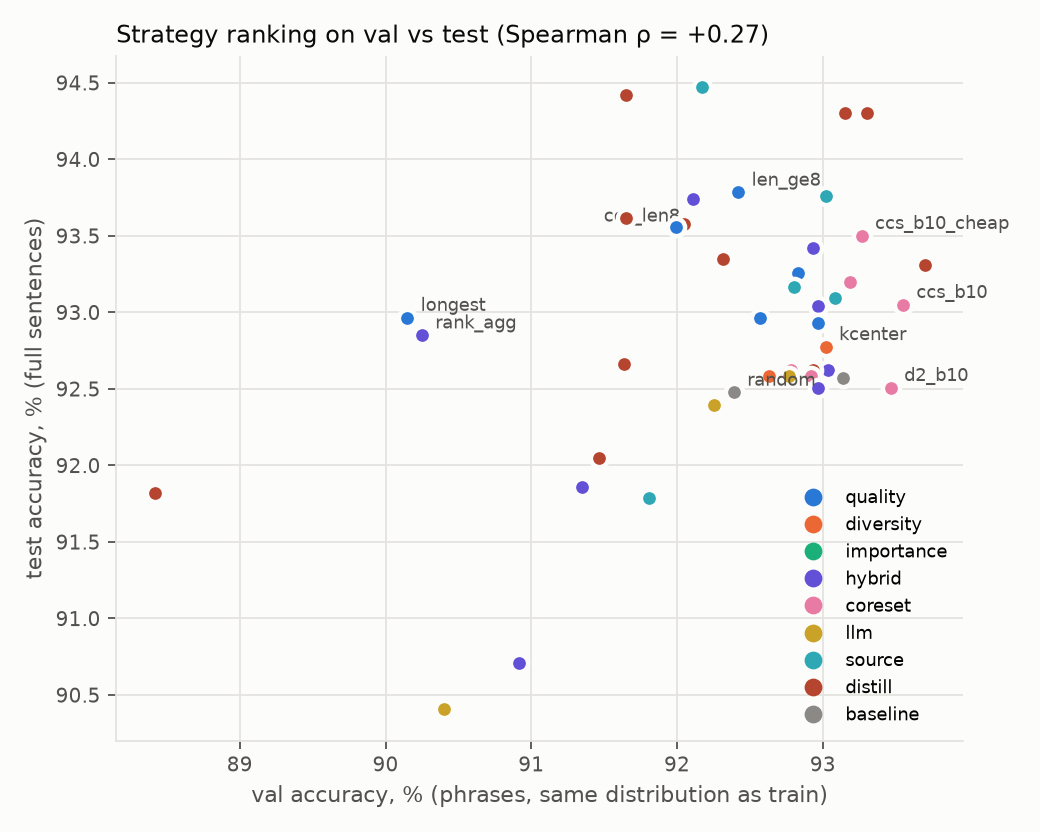 Strategy ranking on val vs test (Spearman ρ = +0.27)
94.5
94.0
93.5
93.0
92.5
92.0
91.5
91.0
90.5
test accuracy, % (full sentences)
len_ge8
ccs_b10_cheap
ccs_b10
longest
rank_agg
kcenter
random
d2_b10
quality
diversity
importance
hybrid
coreset
llm
source
distill
baseline
89
90
91
92
93
val accuracy, % (phrases, same distribution as train)